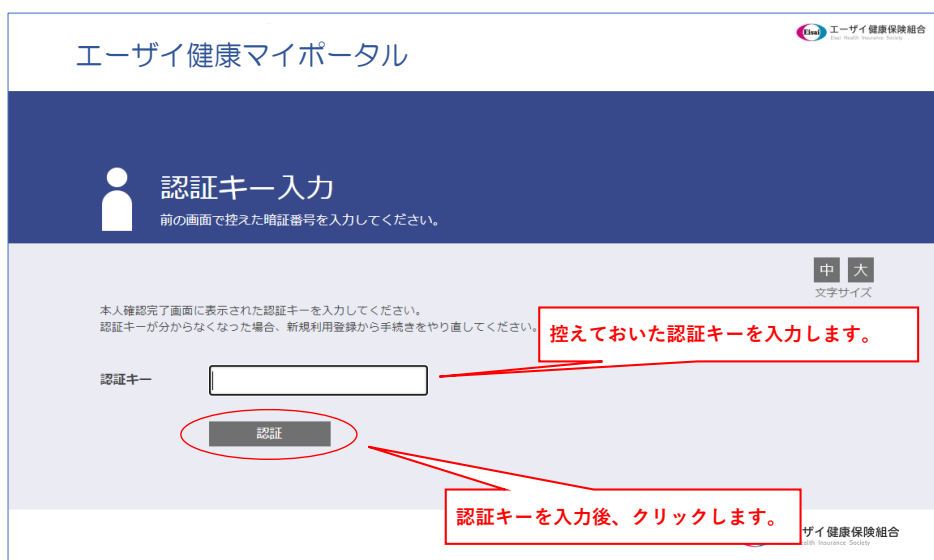 エーザイ健康マイポータル
Eisai
エーザイ健康保険組合
Eisai Health Insurance Society
認証キー入力
前の画面で控えた暗証番号を入力してください。
中 大
文字サイズ
本人確認完了画面に表示された認証キーを入力してください。
認証キーが分からなくなった場合、新規利用登録から手続きをやり直してください。
控えておいた認証キーを入力します。
認証キー
認証
認証キーを入力後、クリックします。
ザイ健康保険組合
Health Insurance Society